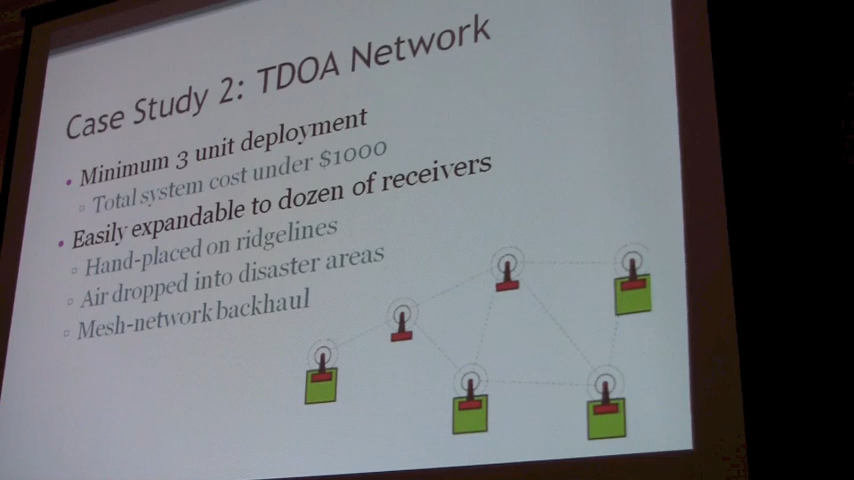 Case Study 2: TDOA Network
• Minimum 3 unit deployment
▫ Total system cost under $1000
• Easily expandable to dozen of receivers
▫ Hand-placed on ridgelines
▫ Air dropped into disaster areas
▫ Mesh-network backhaul